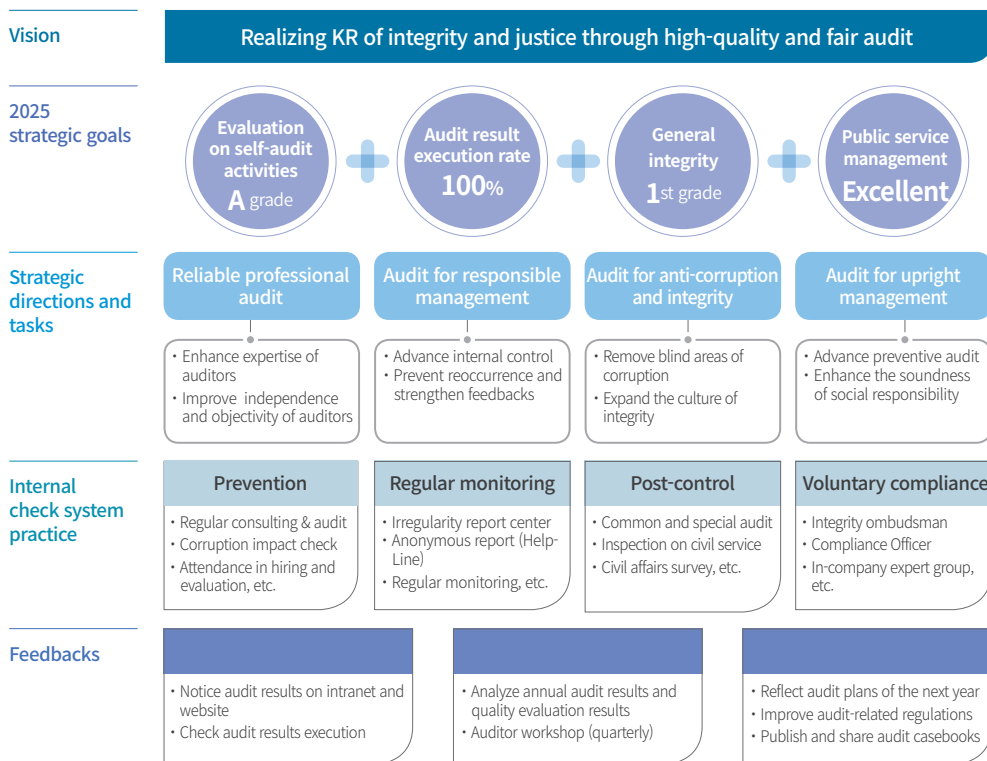 Vision
Realizing KR of integrity and justice through high-quality and fair audit
2025
strategic goals
Evaluation
on self-audit
activities
A grade
Audit result
execution rate
100%
General
integrity
1st grade
Public service
management
Excellent
Strategic
directions and
tasks
Reliable professional
audit
Audit for responsible
management
Audit for anti-corruption
and integrity
Audit for upright
management
・Enhance expertise of
auditors
・Improve independence
and objectivity of auditors
・Advance internal control
・Prevent reoccurrence and
strengthen feedbacks
・Remove blind areas of
corruption
・Expand the culture of
integrity
・Advance preventive audit
・Enhance the soundness
of social responsibility
Internal
check system
practice
Prevention
・Regular consulting & audit
・Corruption impact check
・Attendance in hiring and
evaluation, etc.
Regular monitoring
・Irregularity report center
・Anonymous report (Help-
Line)
・Regular monitoring, etc.
Post-control
・Common and special audit
・Inspection on civil service
・Civil affairs survey, etc.
Voluntary compliance
・Integrity ombudsman
・Compliance Officer
・In-company expert group,
etc.
Feedbacks
・Notice audit results on intranet and
website
・Check audit results execution
・Analyze annual audit results and
quality evaluation results
・Auditor workshop (quarterly)
・Reflect audit plans of the next year
・Improve audit-related regulations
・Publish and share audit casebooks